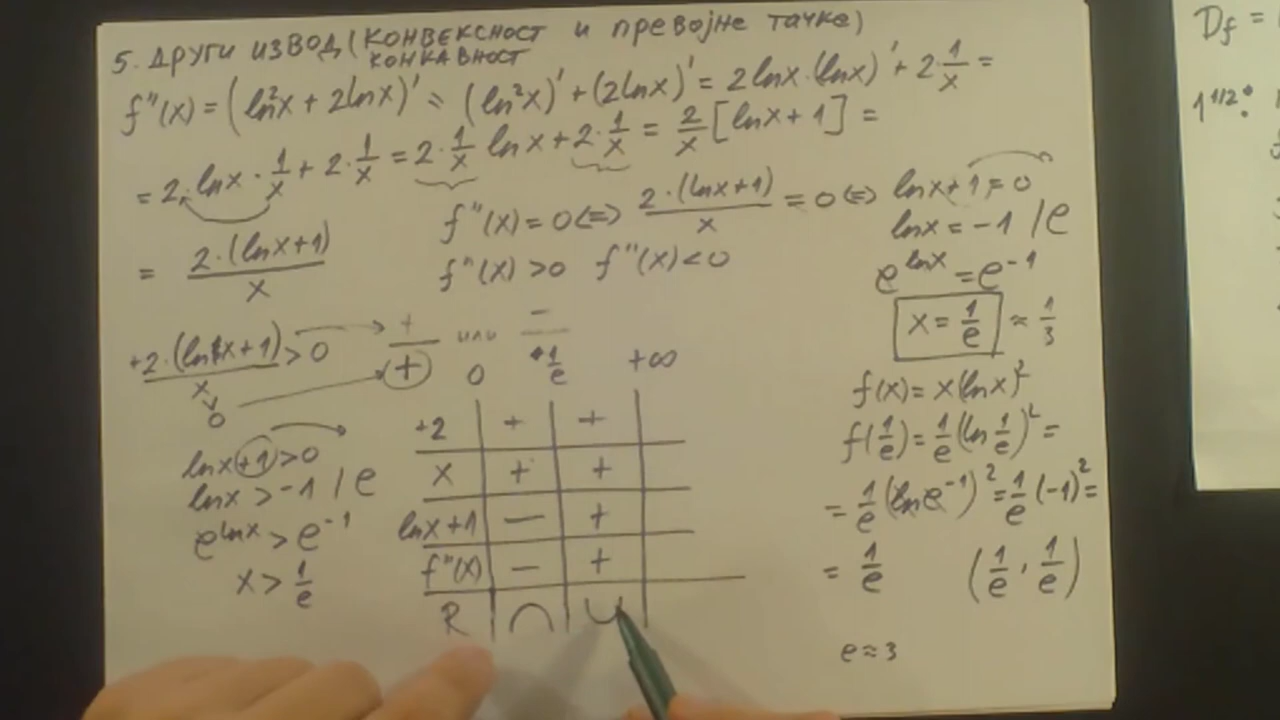 5. ДРУГИ ИЗВОД (КОНВЕКСНОСТ и превојне тачке)
КОНКАВНОСТ
f''(x) = (ln²x + 2lnx)' = (ln²x)' + (2lnx)' = 2lnx·(lnx)' + 2·1/x =
= 2·lnx·1/x + 2·1/x = 2·1/x lnx + 2·1/x = 2/x [lnx + 1] =
= 2·(lnx+1)/x
f''(x) = 0 (=) 2·(lnx+1)/x = 0 (=) lnx+1 = 0
f''(x) > 0 f''(x) < 0
lnx = -1 / e
e^lnx = e^-1
x = 1/e ≈ 1/3
f(x) = x(lnx)²
f(1/e) = 1/e (ln 1/e)² =
= 1/e (ln e^-1)² = 1/e (-1)² =
= 1/e (1/e, 1/e)
e ≈ 3
+2·(lnx+1)/x > 0 +/+ или -
0
lnx+1 > 0
lnx > -1 / e
e^lnx > e^-1
x > 1/e
0 1/e +∞
+2 + +
x + +
lnx+1 — +
f''(x) — +
R ∩ ∪
Df =
1^1/2°